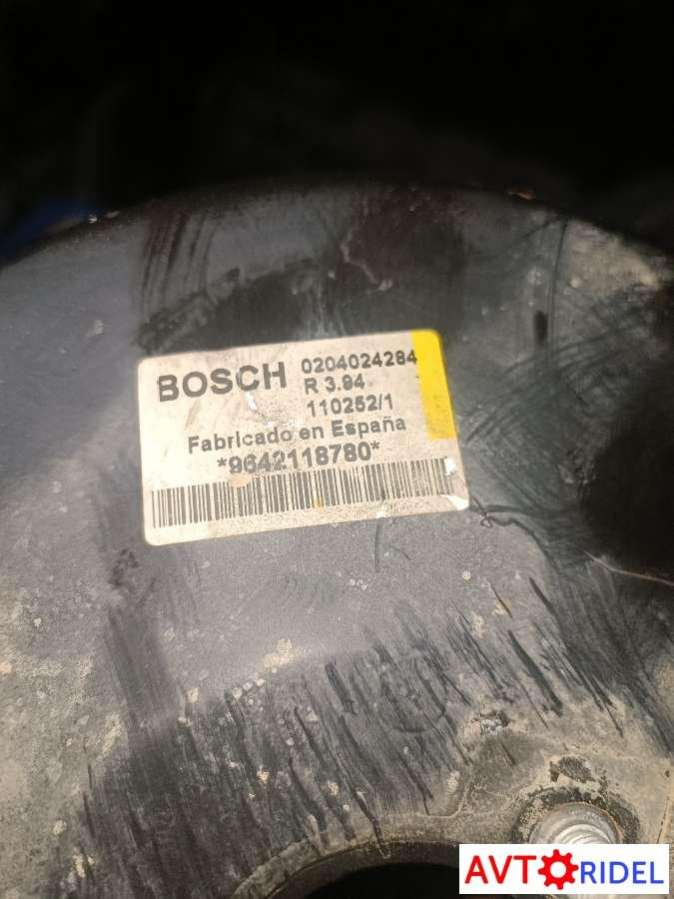 BOSCH 0204024284
R 3.94
110252/1
Fabricado en España
*9642118780*
AVTORIDEL